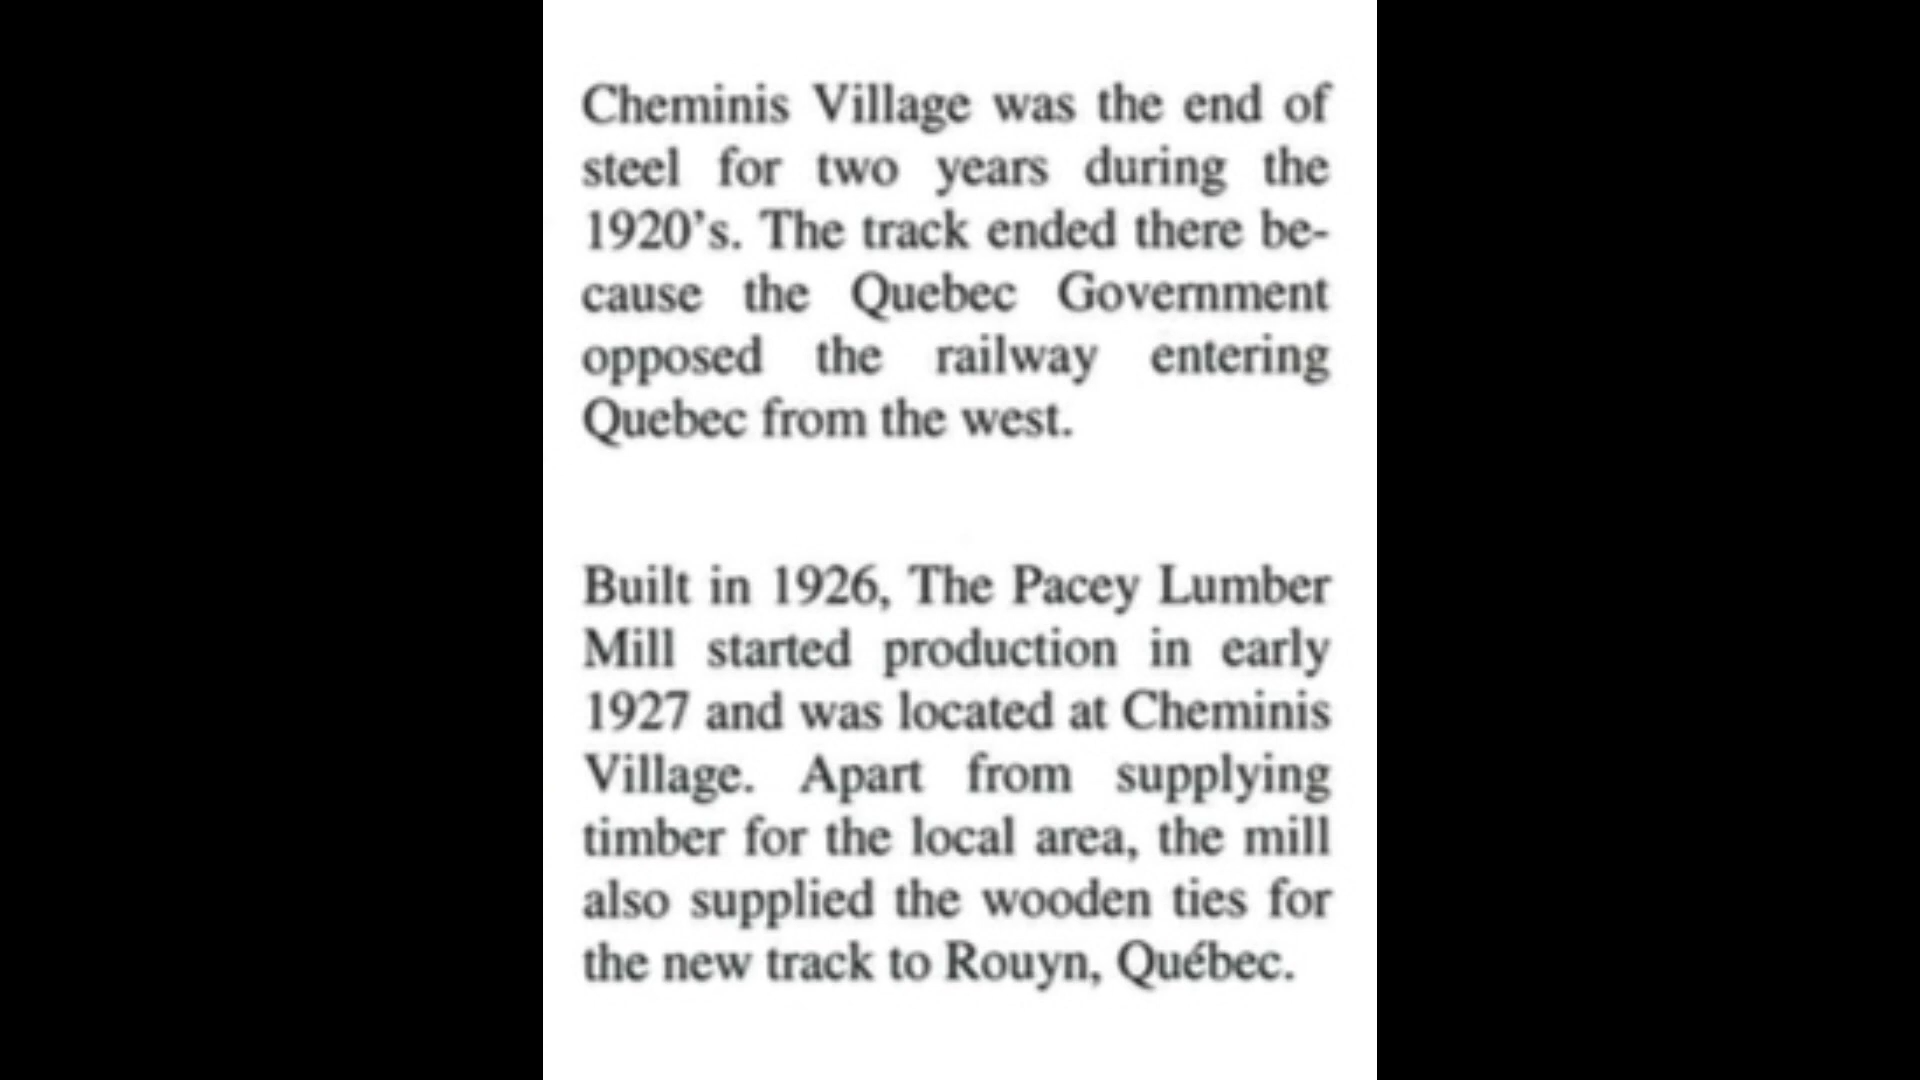 Cheminis Village was the end of
steel for two years during the
1920's. The track ended there be-
cause the Quebec Government
opposed the railway entering
Quebec from the west.
Built in 1926, The Pacey Lumber
Mill started production in early
1927 and was located at Cheminis
Village. Apart from supplying
timber for the local area, the mill
also supplied the wooden ties for
the new track to Rouyn, Québec.